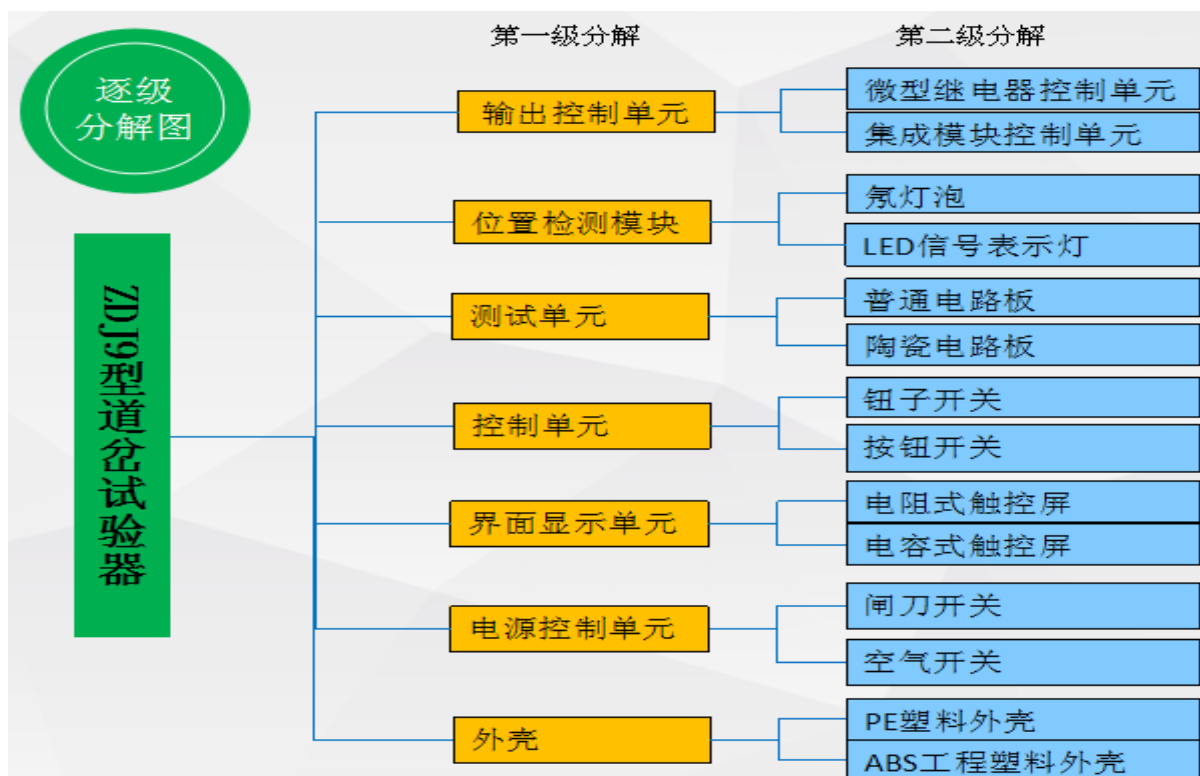 第一级分解
第二级分解
逐级
分解图
ZDJ9型道岔试验器
输出控制单元
微型继电器控制单元
集成模块控制单元
位置检测模块
氖灯泡
LED信号表示灯
测试单元
普通电路板
陶瓷电路板
控制单元
钮子开关
按钮开关
界面显示单元
电阻式触控屏
电容式触控屏
电源控制单元
闸刀开关
空气开关
外壳
PE塑料外壳
ABS工程塑料外壳